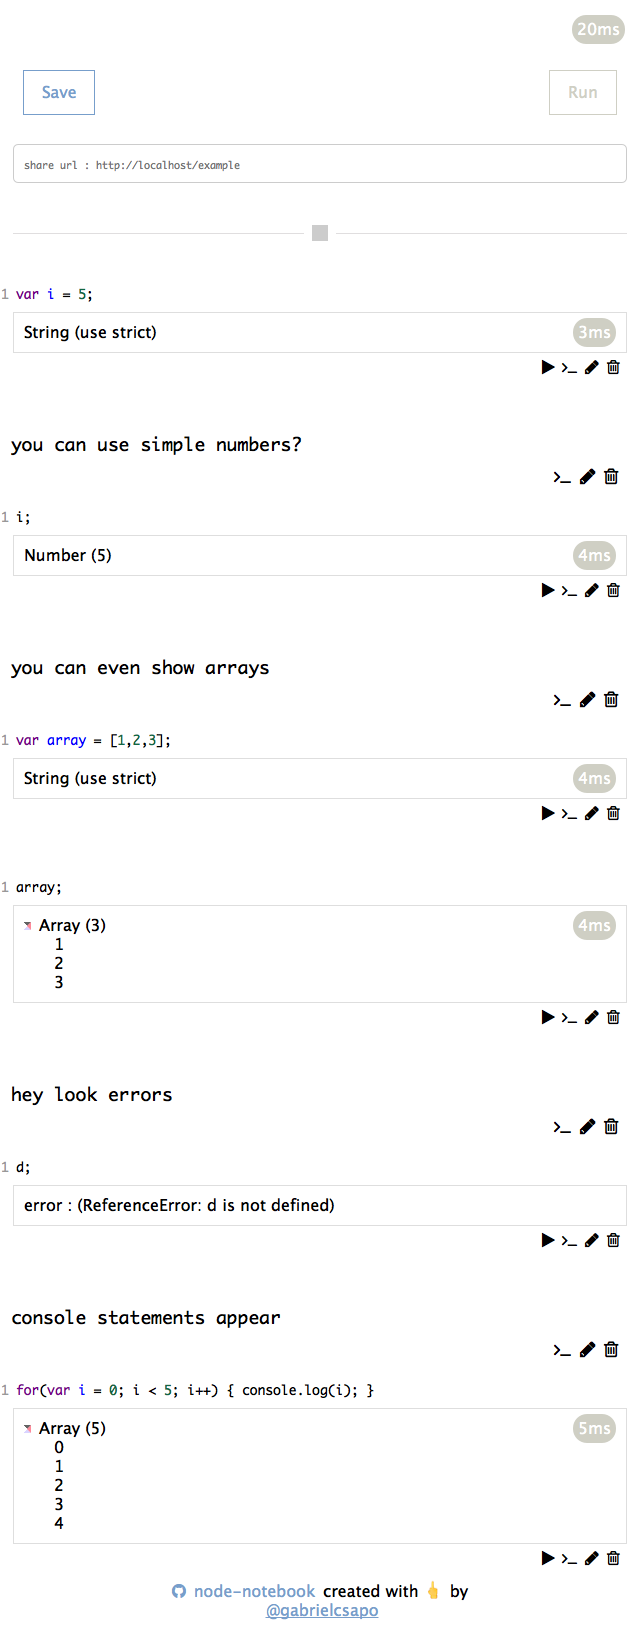 20ms
Save Run
share url : http://localhost/example
1 var i = 5;
String (use strict) 3ms
you can use simple numbers?
1 i;
Number (5) 4ms
you can even show arrays
1 var array = [1,2,3];
String (use strict) 4ms
1 array;
Array (3) 4ms
1
2
3
hey look errors
1 d;
error : (ReferenceError: d is not defined)
console statements appear
1 for(var i = 0; i < 5; i++) { console.log(i); }
Array (5) 5ms
0
1
2
3
4
node-notebook created with by
@gabrielcsapo